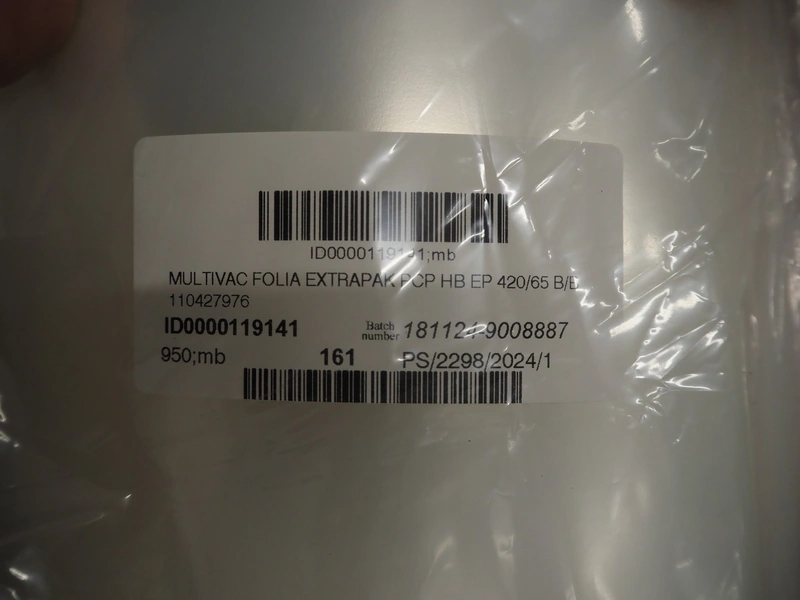 ID0000119141;mb
MULTIVAC FOLIA EXTRAPAK PCP HB EP 420/65 B/B
110427976
ID0000119141 Batch number 181124-9008887
950;mb 161 PS/2298/2024/1